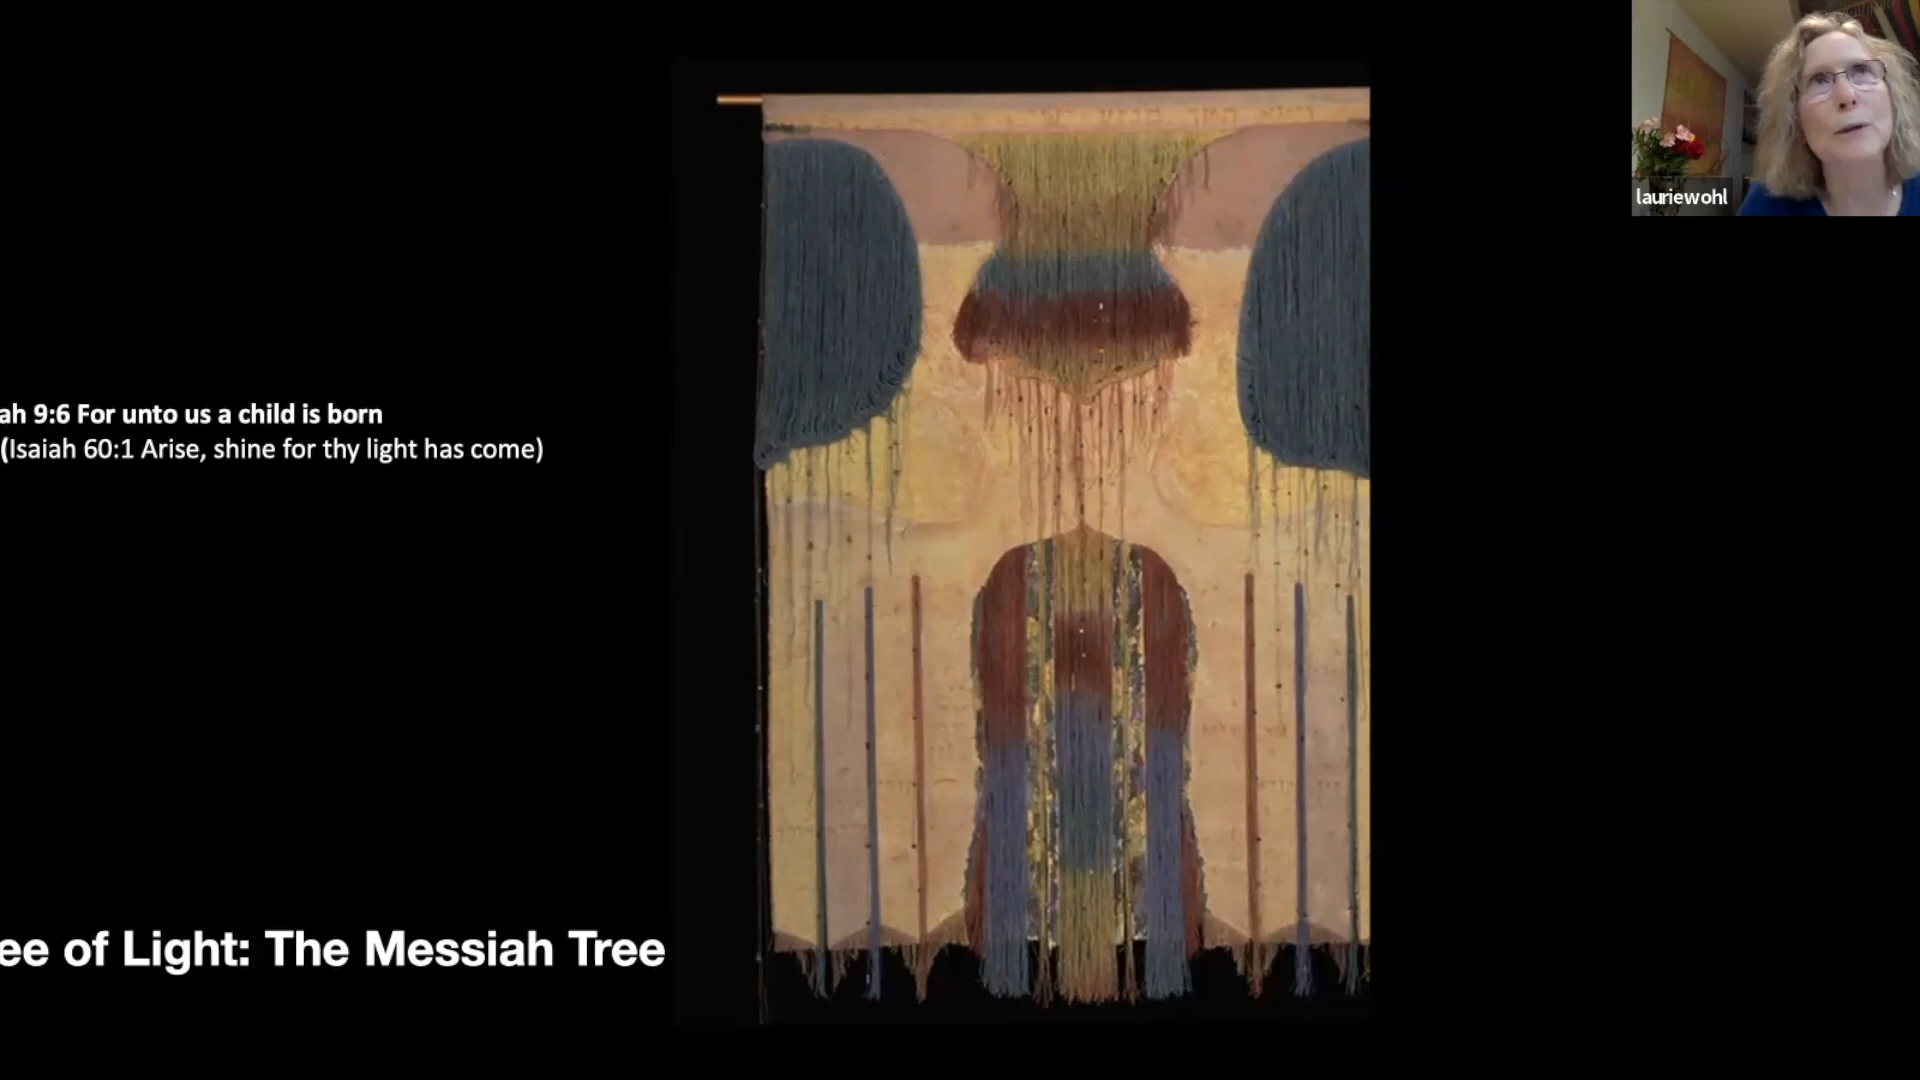 ah 9:6 For unto us a child is born
(Isaiah 60:1 Arise, shine for thy light has come)
ee of Light: The Messiah Tree
lauriewohl